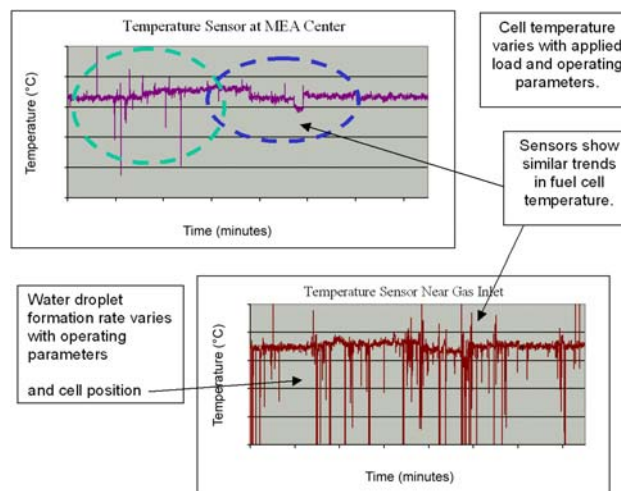 Temperature Sensor at MEA Center
Temperature (°C)
Time (minutes)
Cell temperature
varies with applied
load and operating
parameters.
Sensors show
similar trends
in fuel cell
temperature.
Water droplet
formation rate varies
with operating
parameters
and cell position
Temperature Sensor Near Gas Inlet
Temperature (°C)
Time (minutes)